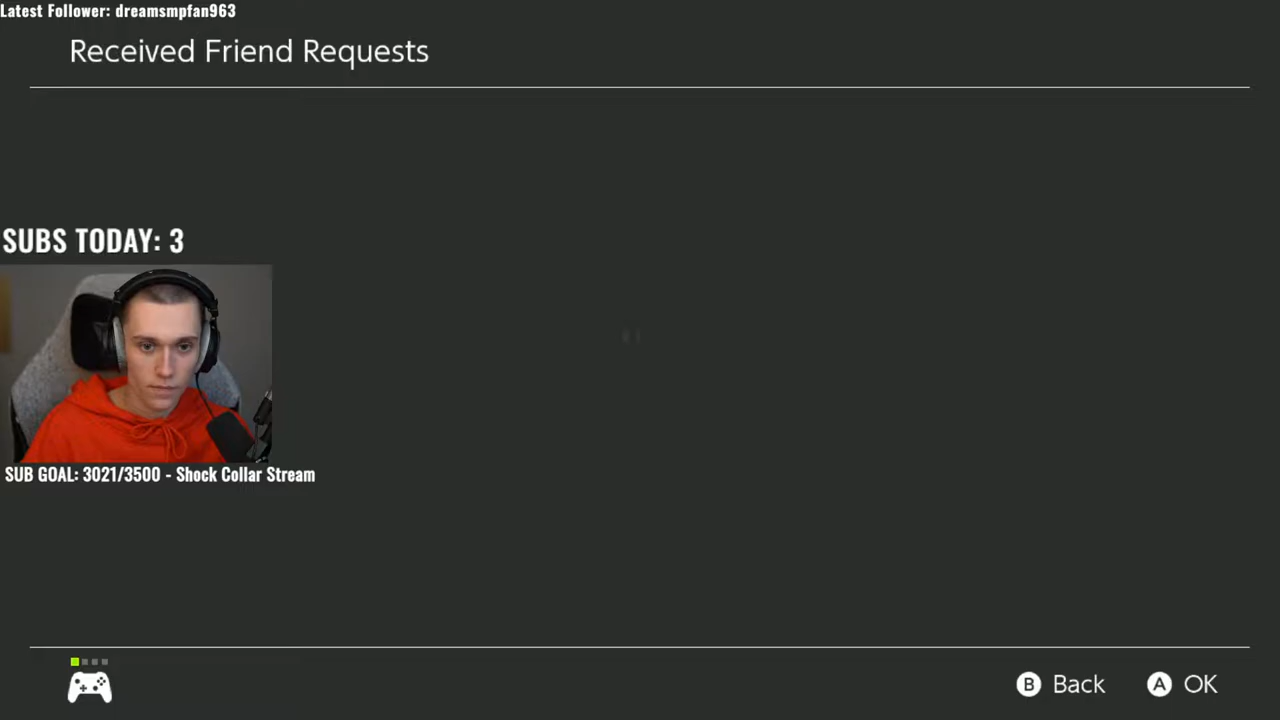 Latest Follower: dreamsmpfan963
Received Friend Requests
SUBS TODAY: 3
SUB GOAL: 3021/3500 - Shock Collar Stream
B Back A OK